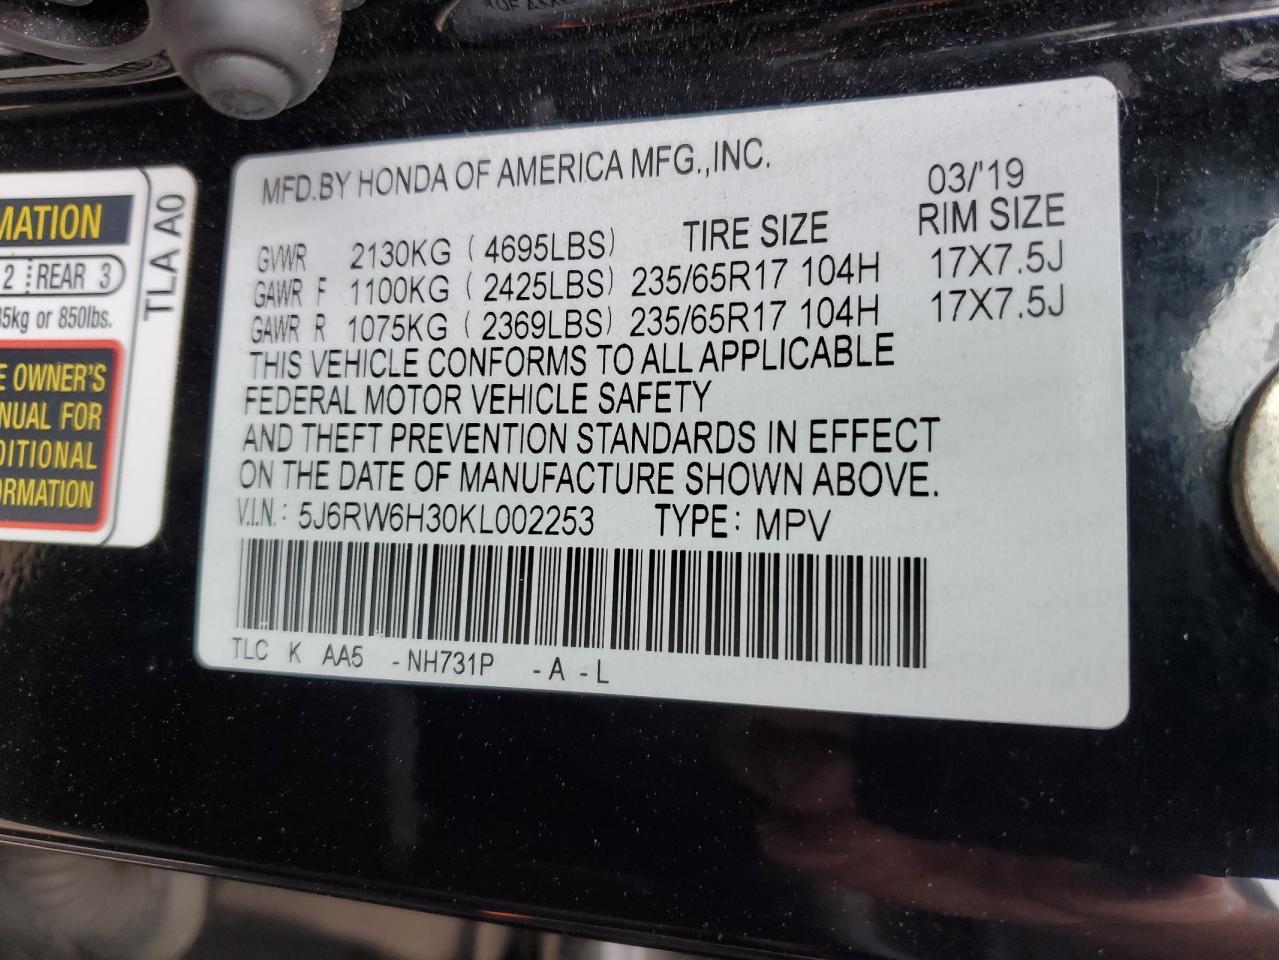 MFD.BY HONDA OF AMERICA MFG.,INC.
03/'19
GVWR 2130KG ( 4695LBS) TIRE SIZE RIM SIZE
GAWR F 1100KG ( 2425LBS) 235/65R17 104H 17X7.5J
GAWR R 1075KG ( 2369LBS) 235/65R17 104H 17X7.5J
THIS VEHICLE CONFORMS TO ALL APPLICABLE
FEDERAL MOTOR VEHICLE SAFETY
AND THEFT PREVENTION STANDARDS IN EFFECT
ON THE DATE OF MANUFACTURE SHOWN ABOVE.
V.I.N.: 5J6RW6H30KL002253 TYPE: MPV
TLC K AA5 -NH731P -A -L
MATION
2 REAR 3
5kg or 850lbs.
E OWNER'S
NUAL FOR
DITIONAL
ORMATION
TLA A0